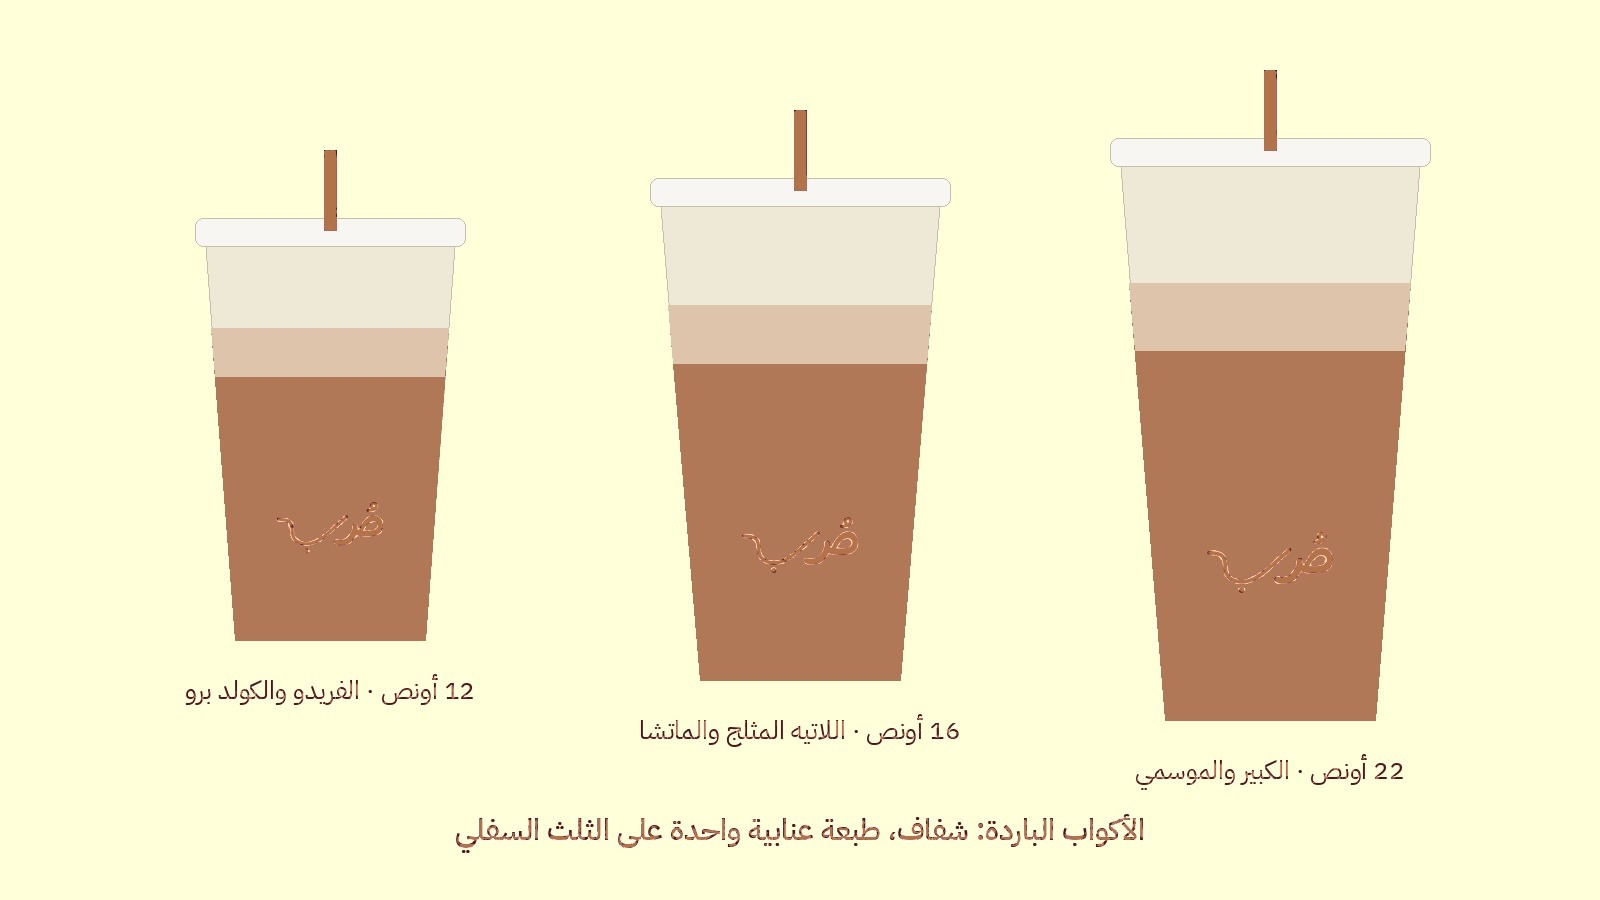 ضرب
ضرب
ضرب
12 أونص · الفريدو والكولد برو
16 أونص · اللاتيه المثلج والماتشا
22 أونص · الكبير والموسمي
الأكواب الباردة: شفاف، طبعة عنابية واحدة على الثلث السفلي